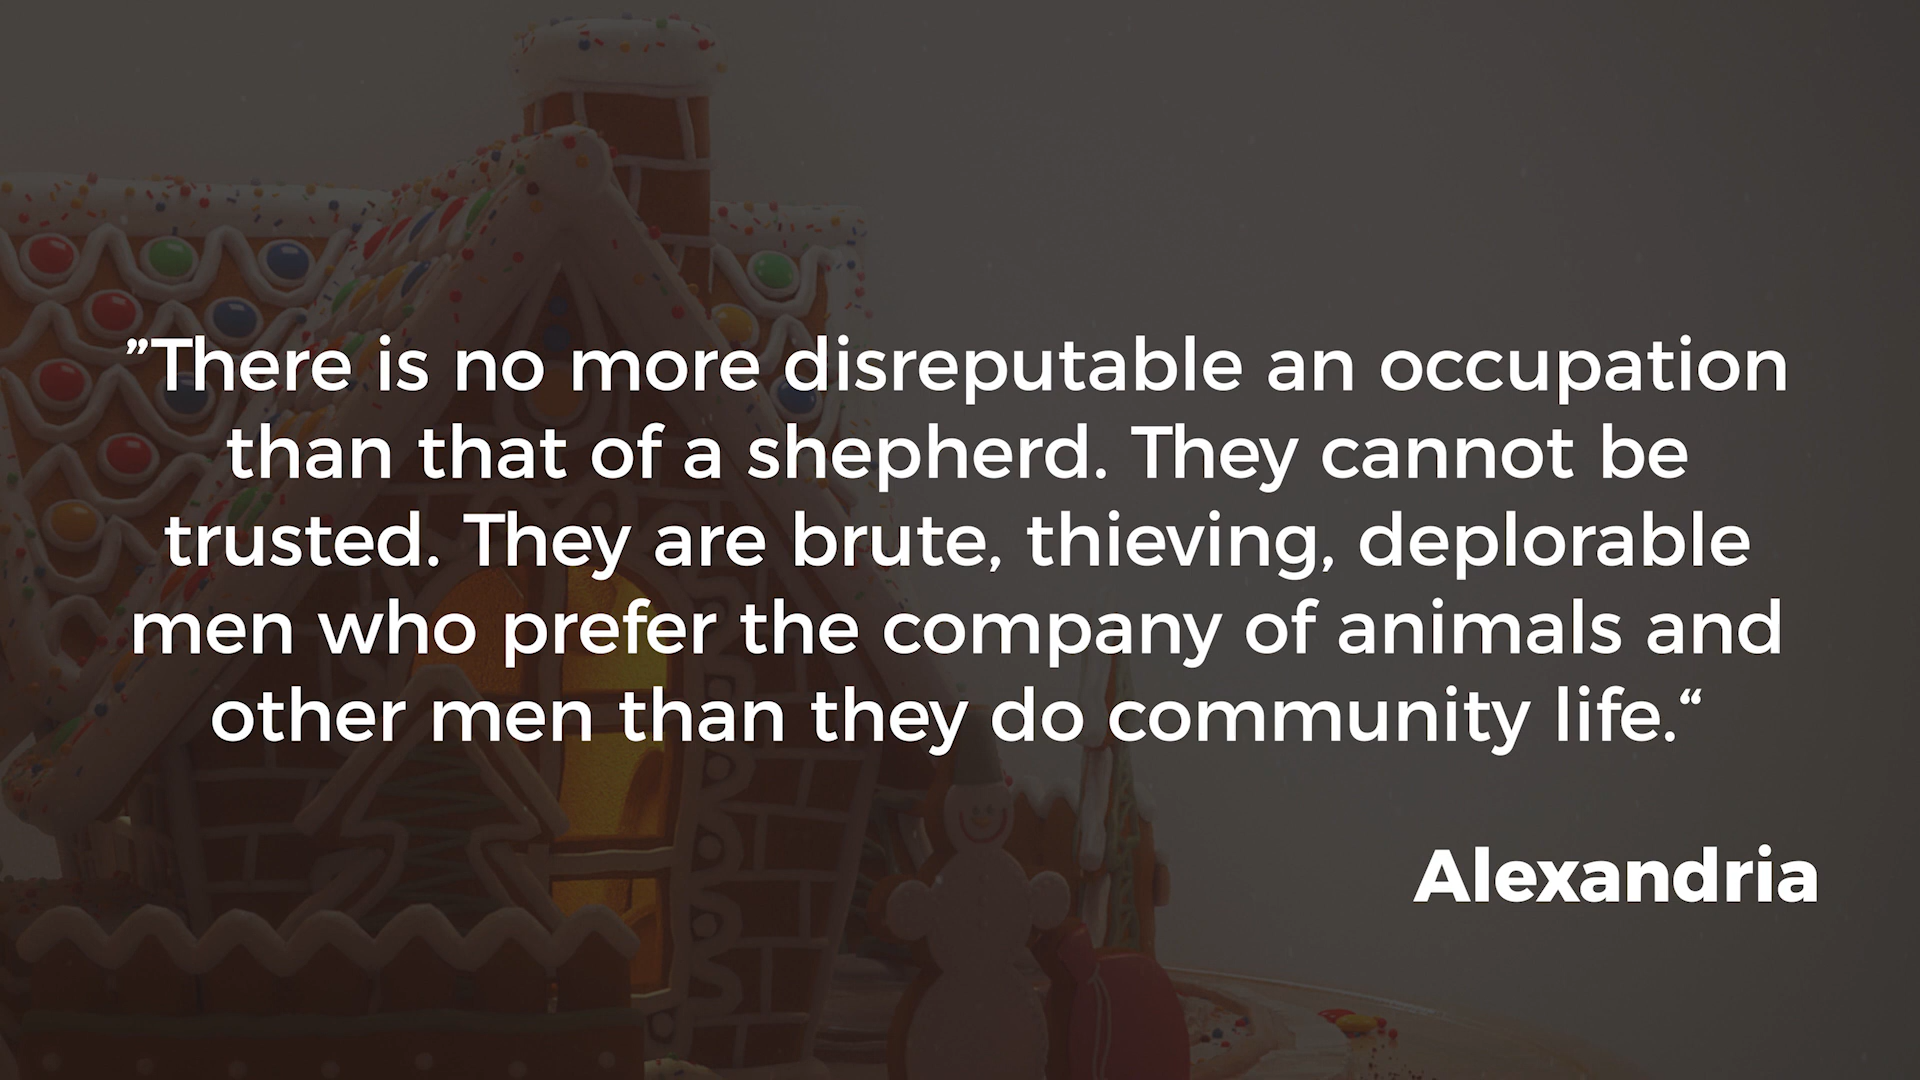 ”There is no more disreputable an occupation
than that of a shepherd. They cannot be
trusted. They are brute, thieving, deplorable
men who prefer the company of animals and
other men than they do community life.“
Alexandria